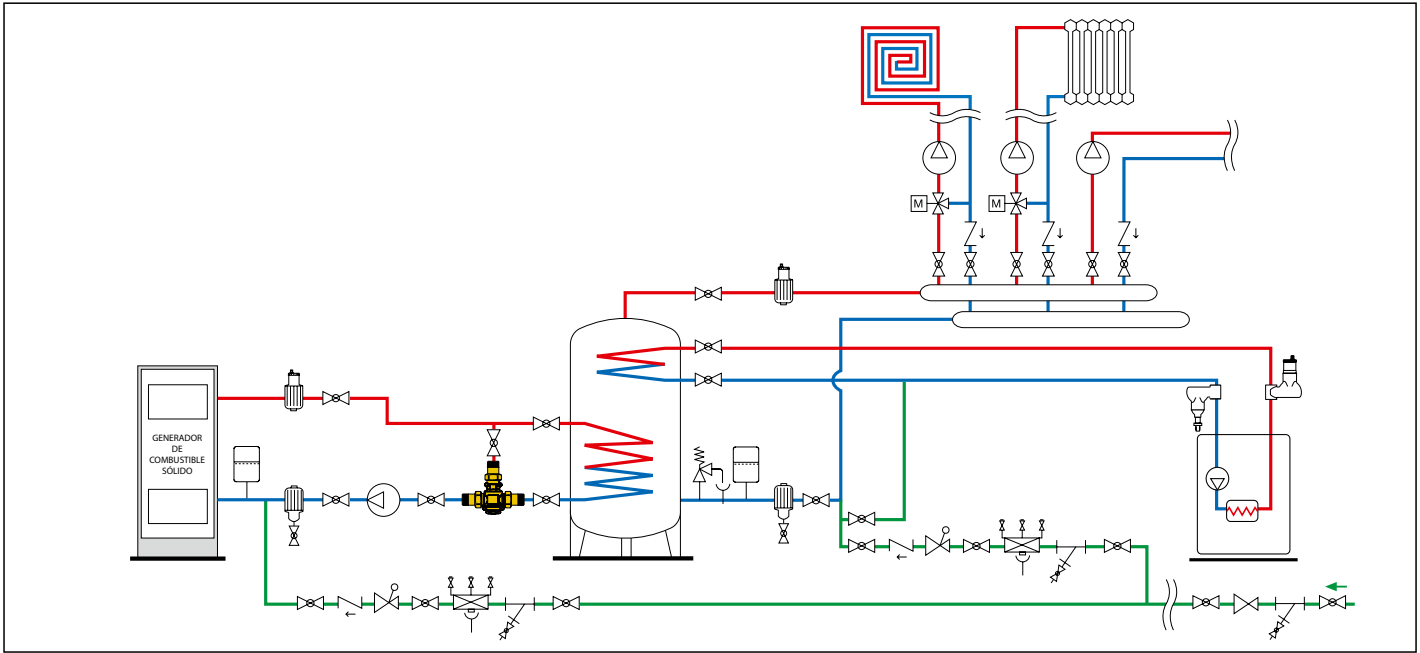 M
M
GENERADOR
DE
COMBUSTIBLE
SÓLIDO